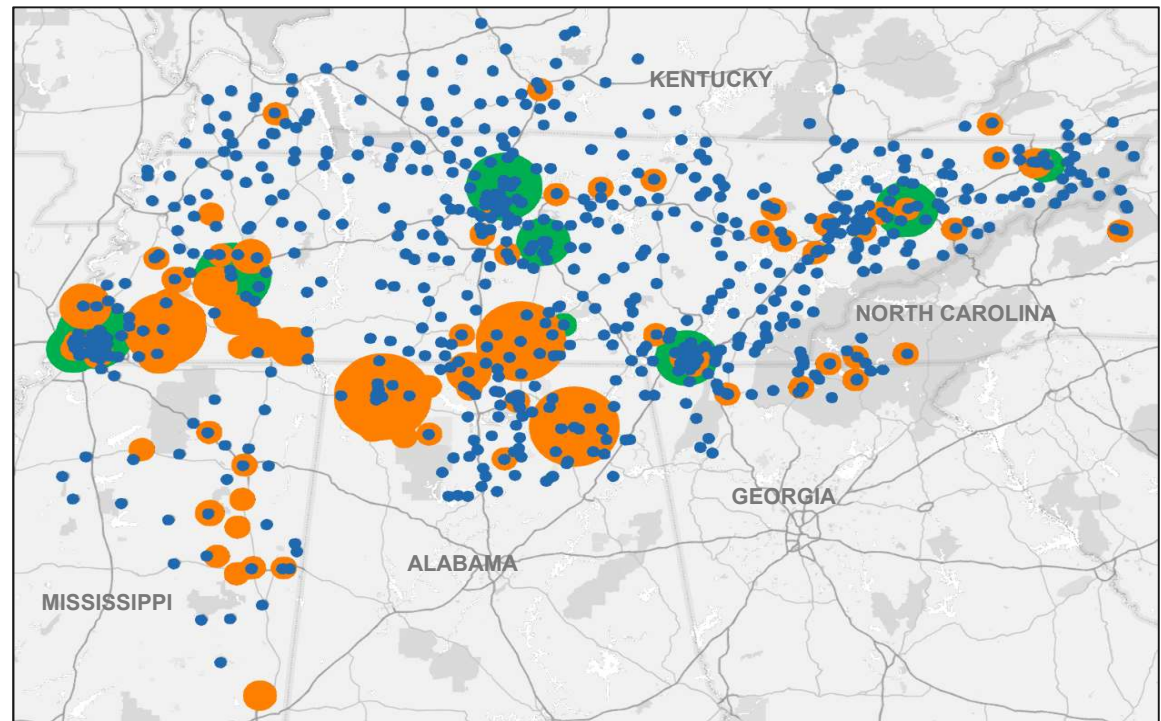 KENTUCKY
NORTH CAROLINA
GEORGIA
ALABAMA
MISSISSIPPI